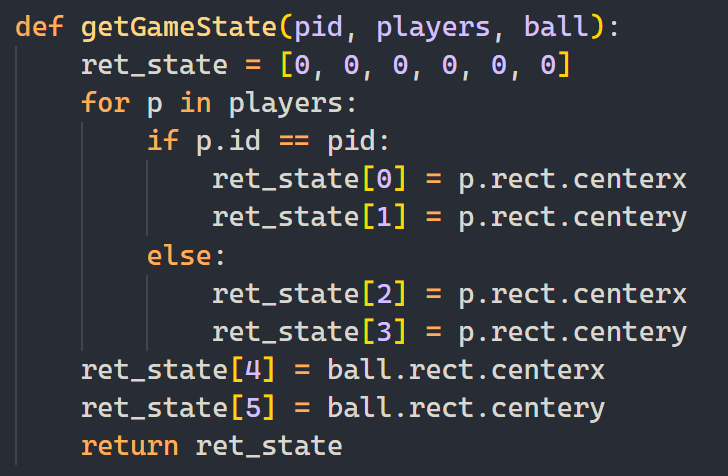 def getGameState(pid, players, ball):
    ret_state = [0, 0, 0, 0, 0, 0]
    for p in players:
        if p.id == pid:
            ret_state[0] = p.rect.centerx
            ret_state[1] = p.rect.centery
        else:
            ret_state[2] = p.rect.centerx
            ret_state[3] = p.rect.centery
    ret_state[4] = ball.rect.centerx
    ret_state[5] = ball.rect.centery
    return ret_state